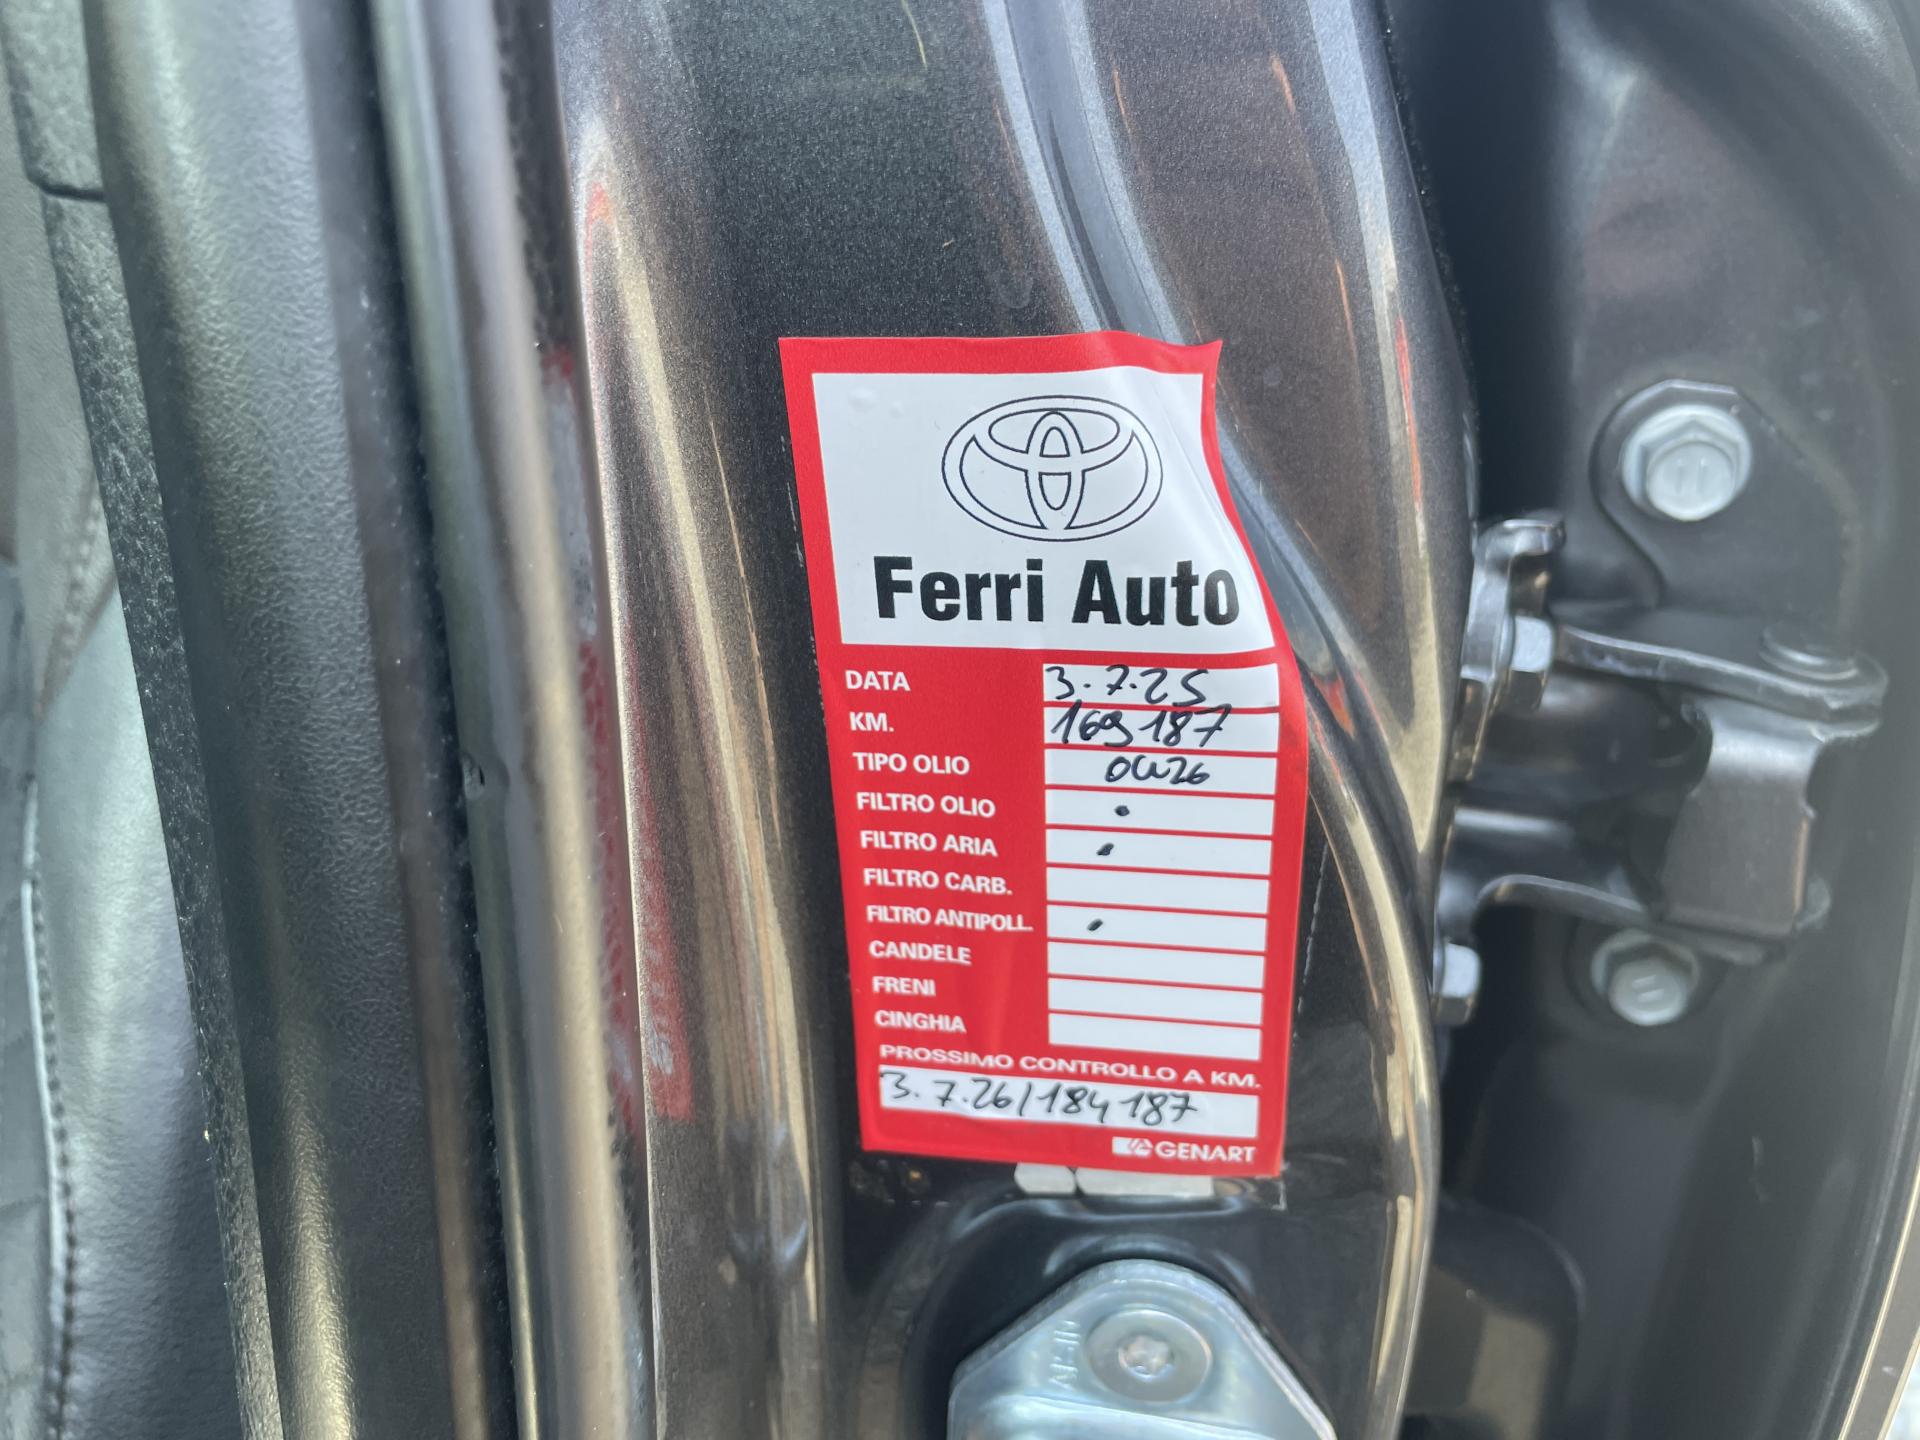 Ferri Auto
DATA 3.7.25
KM. 169187
TIPO OLIO 0W26
FILTRO OLIO •
FILTRO ARIA •
FILTRO CARB.
FILTRO ANTIPOLL. •
CANDELE
FRENI
CINGHIA
PROSSIMO CONTROLLO A KM.
3.7.26/184187
GENART